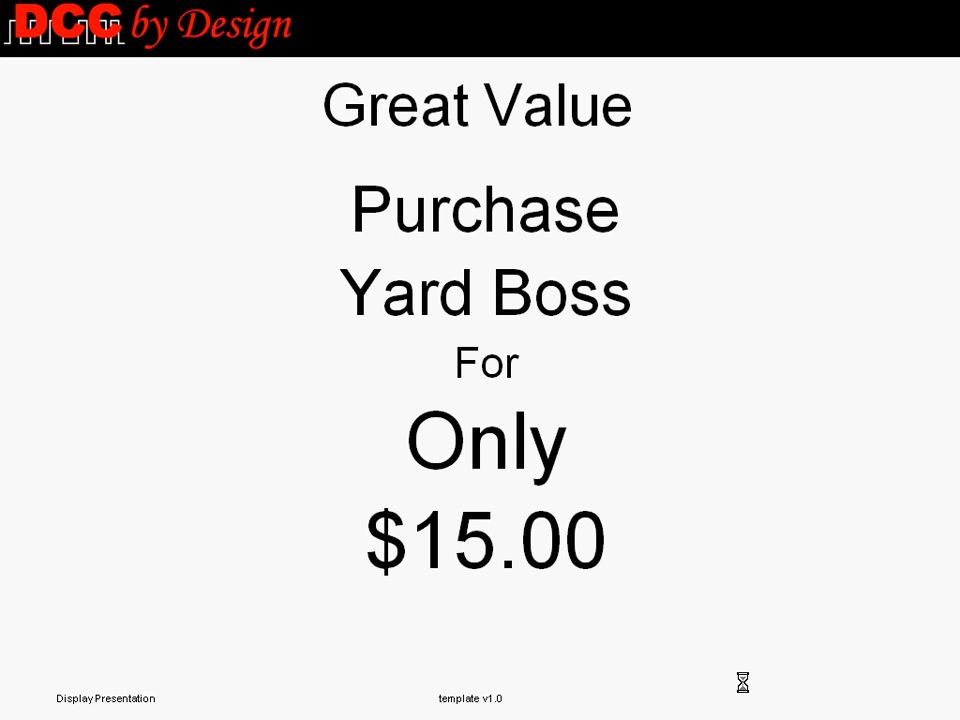 DCC by Design
Great Value
Purchase
Yard Boss
For
Only
$15.00
Display Presentation template v1.0